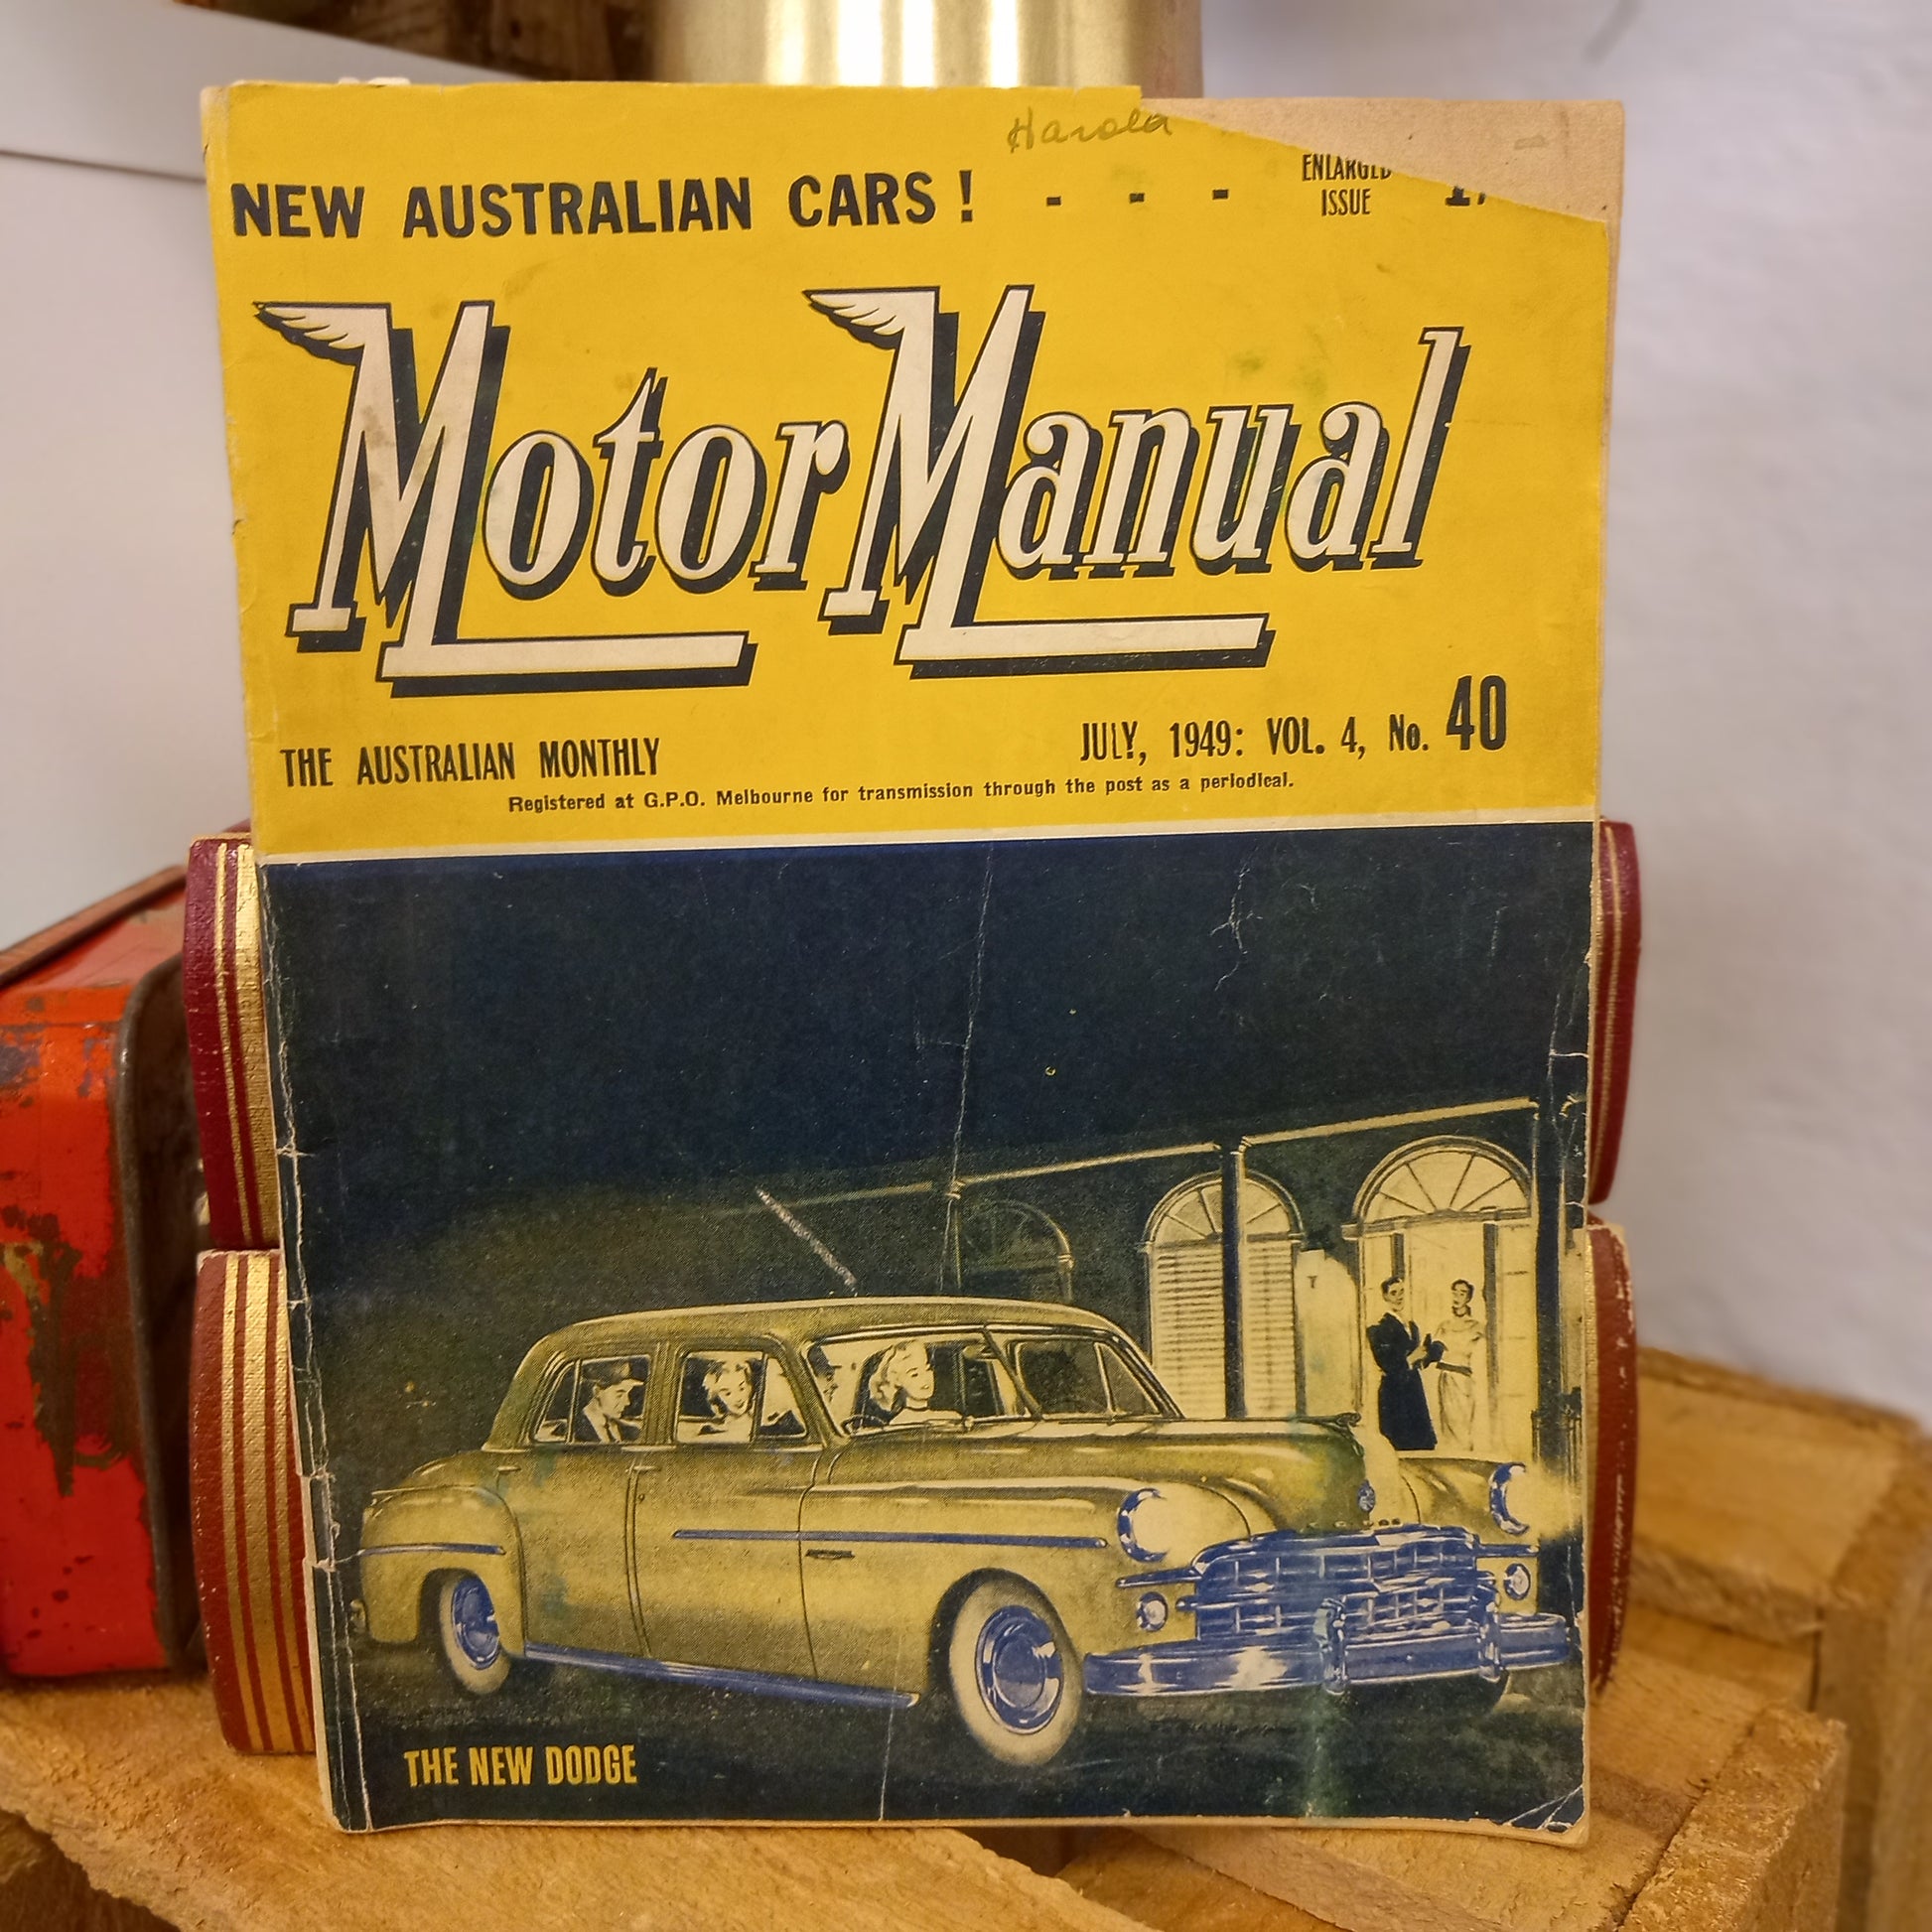 Harold
NEW AUSTRALIAN CARS! - - - ENLARGED
ISSUE
Motor Manual
THE AUSTRALIAN MONTHLY
JULY, 1949: VOL. 4, No. 40
Registered at G.P.O. Melbourne for transmission through the post as a periodical.
DODGE
THE NEW DODGE